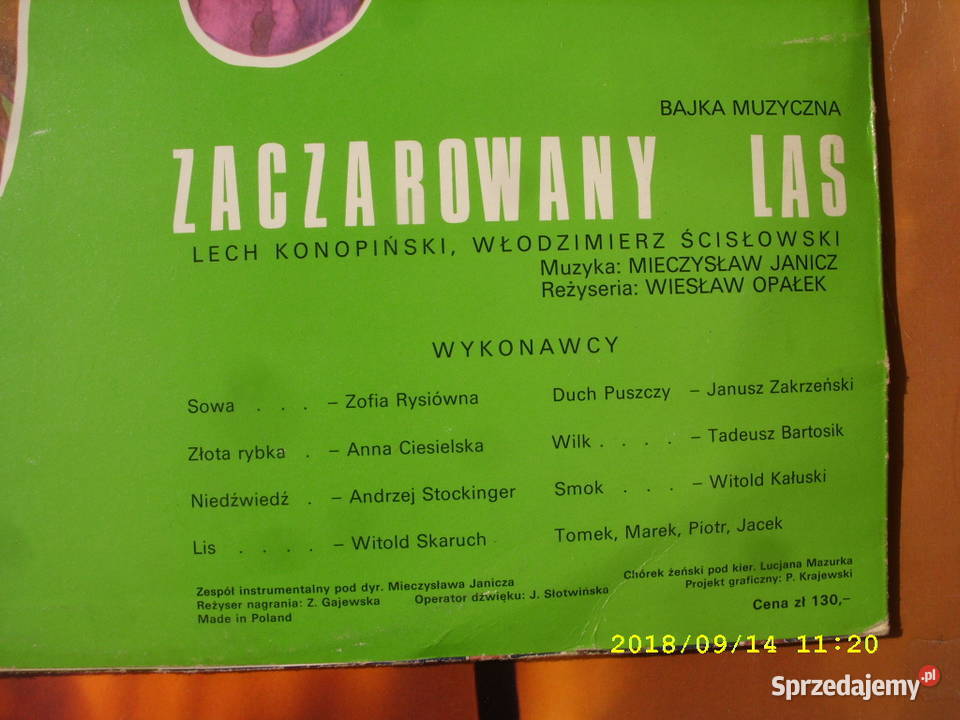 BAJKA MUZYCZNA
ZACZAROWANY LAS
LECH KONOPIŃSKI, WŁODZIMIERZ ŚCISŁOWSKI
Muzyka: MIECZYSŁAW JANICZ
Reżyseria: WIESŁAW OPAŁEK
WYKONAWCY
Sowa . . . – Zofia Rysiówna
Złota rybka . – Anna Ciesielska
Niedźwiedź . – Andrzej Stockinger
Lis . . . . – Witold Skaruch
Duch Puszczy – Janusz Zakrzeński
Wilk . . . . – Tadeusz Bartosik
Smok . . . – Witold Kałuski
Tomek, Marek, Piotr, Jacek
Zespół instrumentalny pod dyr. Mieczysława Janicza
Reżyser nagrania: Z. Gajewska Operator dźwięku: J. Słotwińska
Made in Poland
Chórek żeński pod kier. Lucjana Mazurka
Projekt graficzny: P. Krajewski
Cena zł 130,–
2018/09/14 11:20
Sprzedajemy.pl